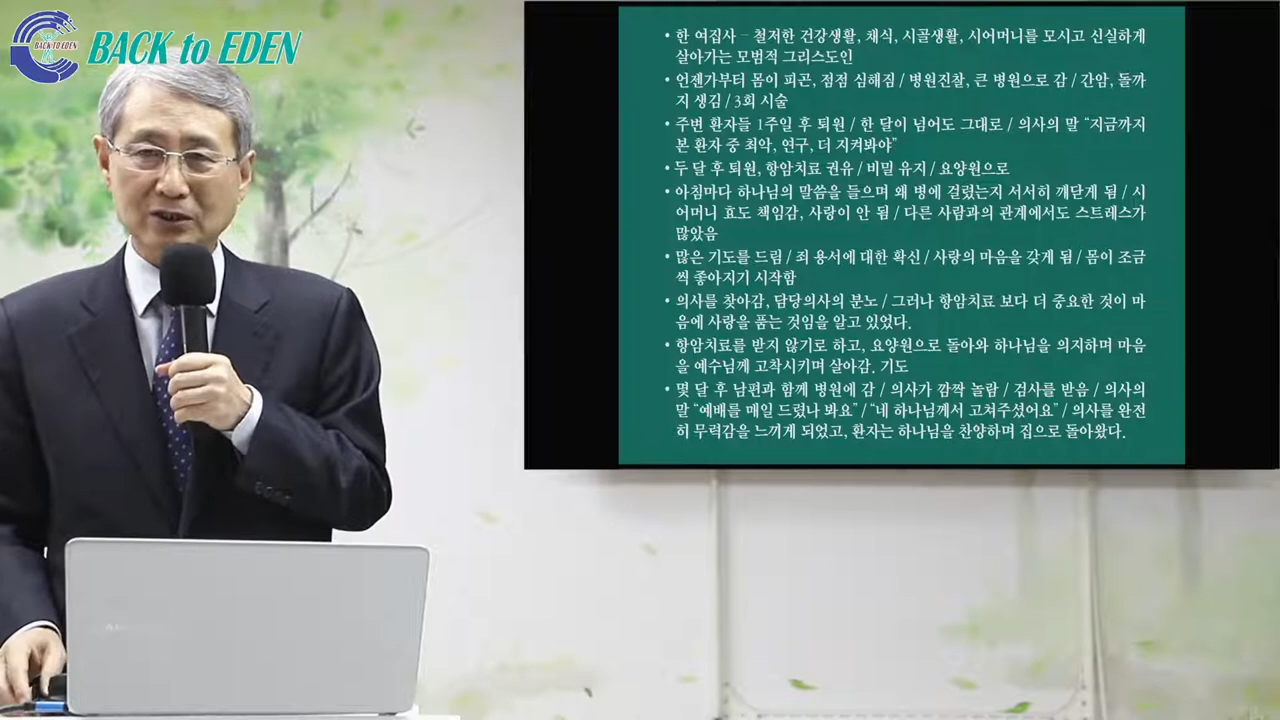 BACK TO EDEN
BACK to EDEN
• 한 여집사 - 철저한 건강생활, 채식, 시골생활, 시어머니를 모시고 신실하게
살아가는 모범적 그리스도인
• 언젠가부터 몸이 피곤, 점점 심해짐 / 병원진찰, 큰 병원으로 감 / 간암, 돌까
지 생김 / 3회 시술
• 주변 환자들 1주일 후 퇴원 / 한 달이 넘어도 그대로 / 의사의 말 “지금까지
본 환자 중 최악, 연구, 더 지켜봐야”
• 두 달 후 퇴원, 항암치료 권유 / 비밀 유지 / 요양원으로
• 아침마다 하나님의 말씀을 들으며 왜 병에 걸렸는지 서서히 깨닫게 됨 / 시
어머니 효도 책임감, 사랑이 안 됨 / 다른 사람과의 관계에서도 스트레스가
많았음
• 많은 기도를 드림 / 죄 용서에 대한 확신 / 사랑의 마음을 갖게 됨 / 몸이 조금
씩 좋아지기 시작함
• 의사를 찾아감, 담당의사의 분노 / 그러나 항암치료 보다 더 중요한 것이 마
음에 사랑을 품는 것임을 알고 있었다.
• 항암치료를 받지 않기로 하고, 요양원으로 돌아와 하나님을 의지하며 마음
을 예수님께 고착시키며 살아감. 기도
• 몇 달 후 남편과 함께 병원에 감 / 의사가 깜짝 놀람 / 검사를 받음 / 의사의
말 “예배를 매일 드렸나 봐요” / “네 하나님께서 고쳐주셨어요” / 의사를 완전
히 무력감을 느끼게 되었고, 환자는 하나님을 찬양하며 집으로 돌아왔다.